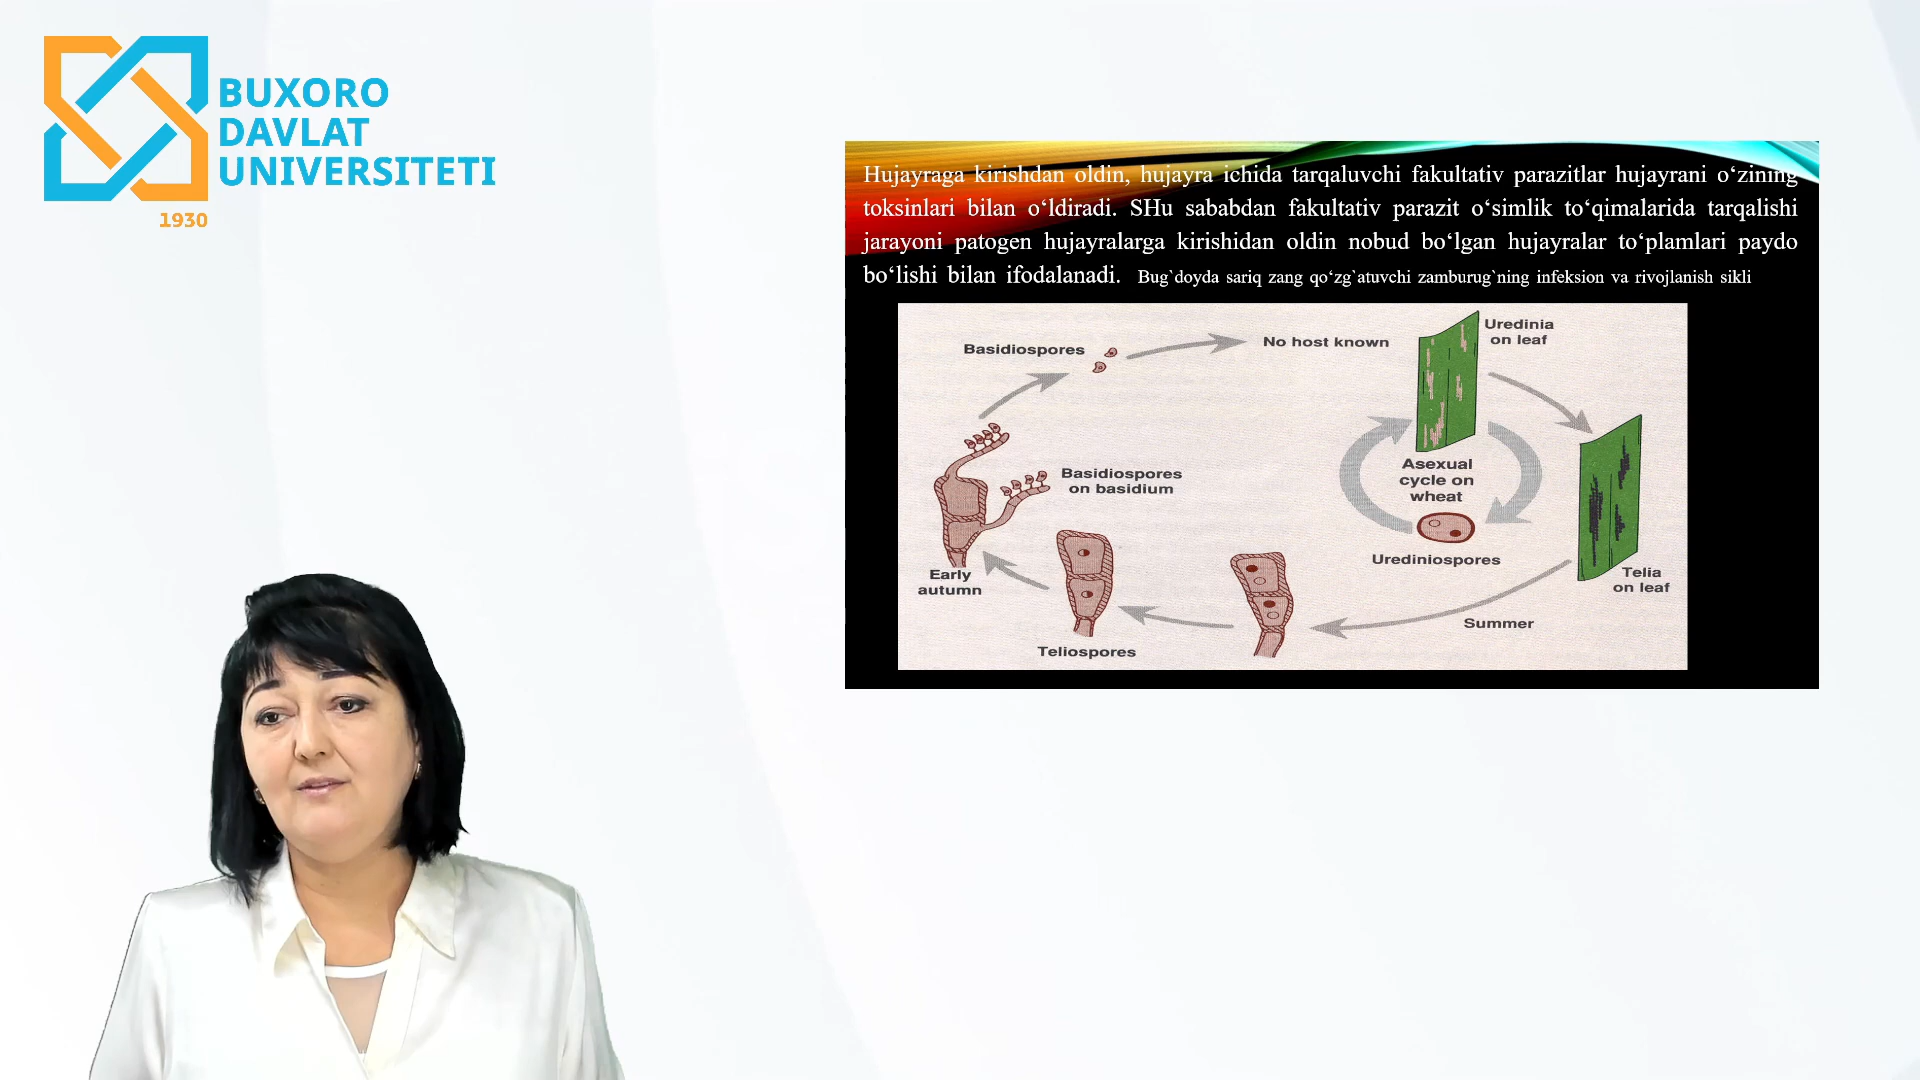 BUXORO
DAVLAT
UNIVERSITETI
1930
Hujayraga kirishdan oldin, hujayra ichida tarqaluvchi fakultativ parazitlar hujayrani o‘zining
toksinlari bilan o‘ldiradi. SHu sababdan fakultativ parazit o‘simlik to‘qimalarida tarqalishi
jarayoni patogen hujayralarga kirishidan oldin nobud bo‘lgan hujayralar to‘plamlari paydo
bo‘lishi bilan ifodalanadi. Bug`doyda sariq zang qo‘zg`atuvchi zamburug`ning infeksion va rivojlanish sikli
Basidiospores
No host known
Uredinia
on leaf
Basidiospores
on basidium
Asexual
cycle on
wheat
Urediniospores
Early
autumn
Telia
on leaf
Summer
Teliospores